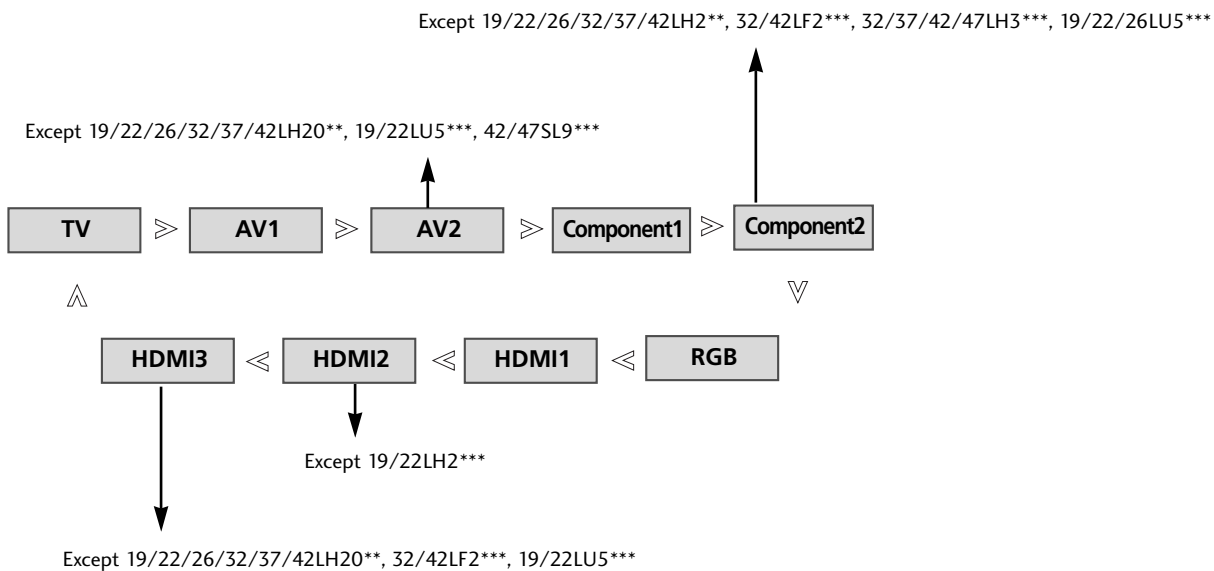 Except 19/22/26/32/37/42LH2**, 32/42LF2***, 32/37/42/47LH3***, 19/22/26LU5***
Except 19/22/26/32/37/42LH20**, 19/22LU5***, 42/47SL9***
TV
AV1
AV2
Component1
Component2
HDMI3
HDMI2
HDMI1
RGB
Except 19/22LH2***
Except 19/22/26/32/37/42LH20**, 32/42LF2***, 19/22LU5***